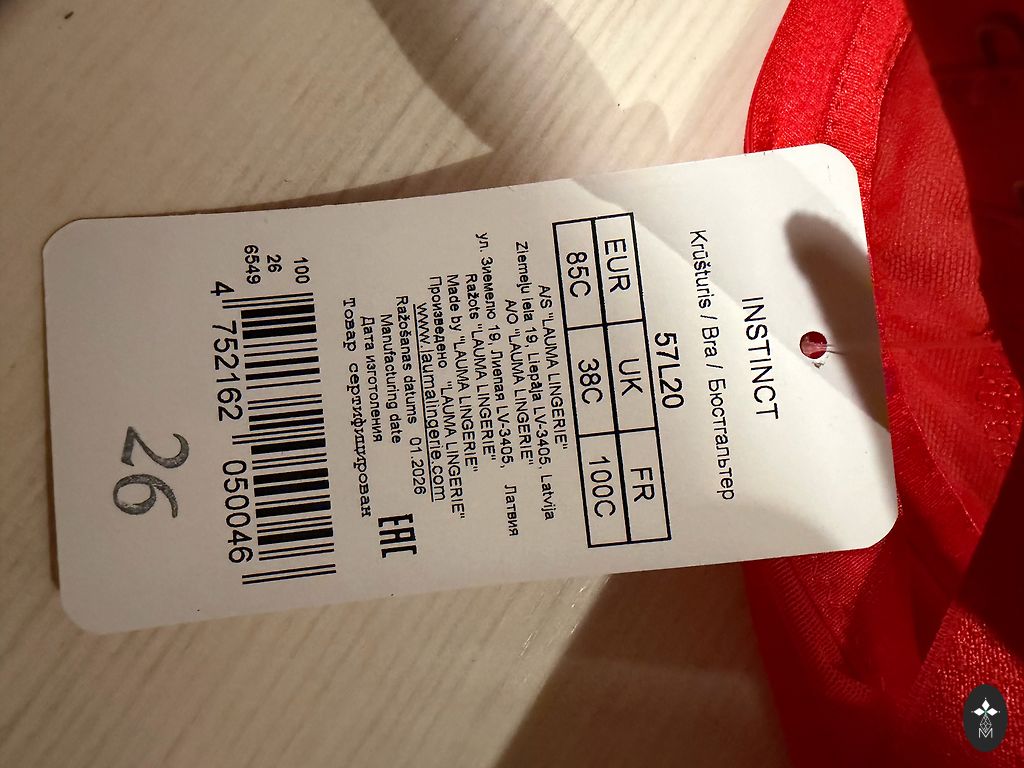 INSTINCT
Krūšturis / Bra / Бюстгальтер
57L20
EUR UK FR
85C 38C 100C
A/S "LAUMA LINGERIE"
Ziemeļu iela 19, Liepāja LV-3405, Latvija
A/O "LAUMA LINGERIE"
ул. Зиемелю 19, Лиепая LV-3405, Латвия
Ražots "LAUMA LINGERIE"
Made by "LAUMA LINGERIE"
Произведено "LAUMA LINGERIE"
www.laumalingerie.com
Ražošanas datums 01.2026
Manufacturing date
Дата изготоления
Товар сертифицирован
EAC
100
26
6549
4 752162 050046
26
M